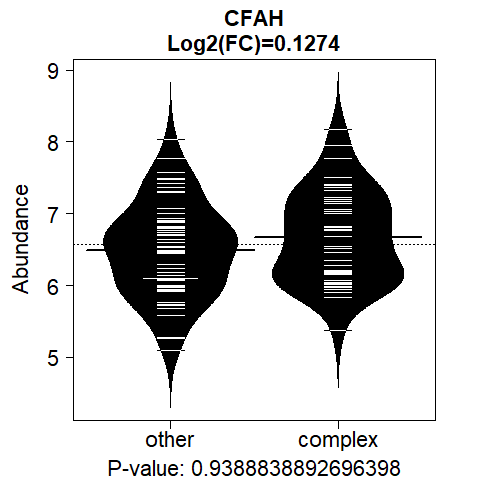 CFAH
Log2(FC)=0.1274
9
8
7
6
5
Abundance
other
complex
P-value: 0.9388838892696398